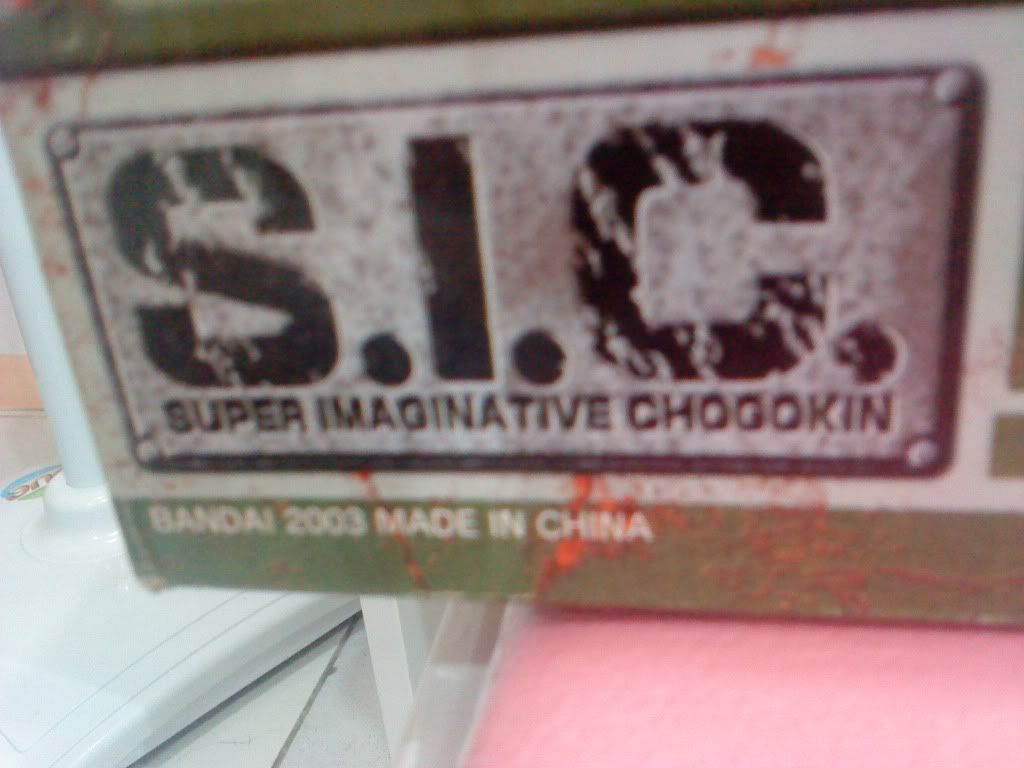 S.I.C.
SUPER IMAGINATIVE CHOGOKIN
BANDAI 2003 MADE IN CHINA